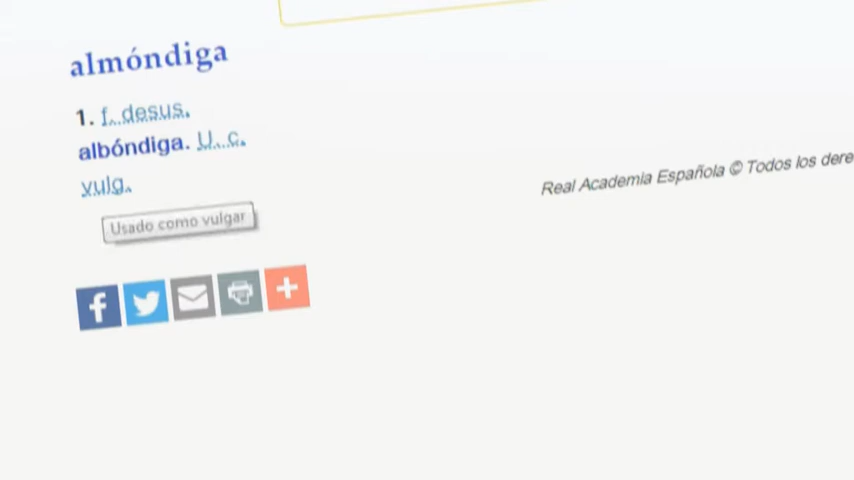 almóndiga
1. f. desus.
albóndiga. U. c.
vulg.
Usado como vulgar
Real Academia Española © Todos los dere